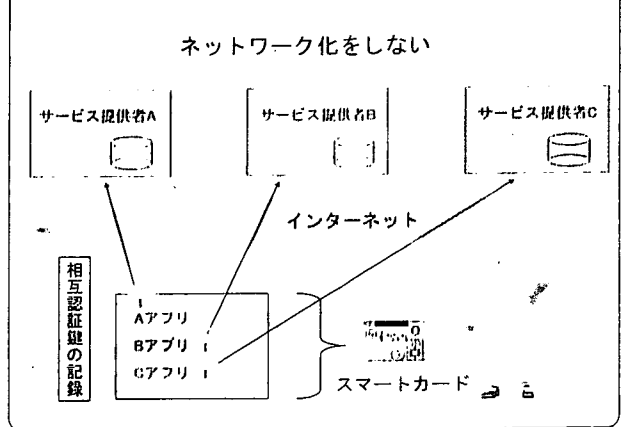 ネットワーク化をしない
サービス提供者A
サービス提供者B
サービス提供者C
インターネット
相互認証鍵の記録
Aアプリ
Bアプリ
Cアプリ
スマートカード